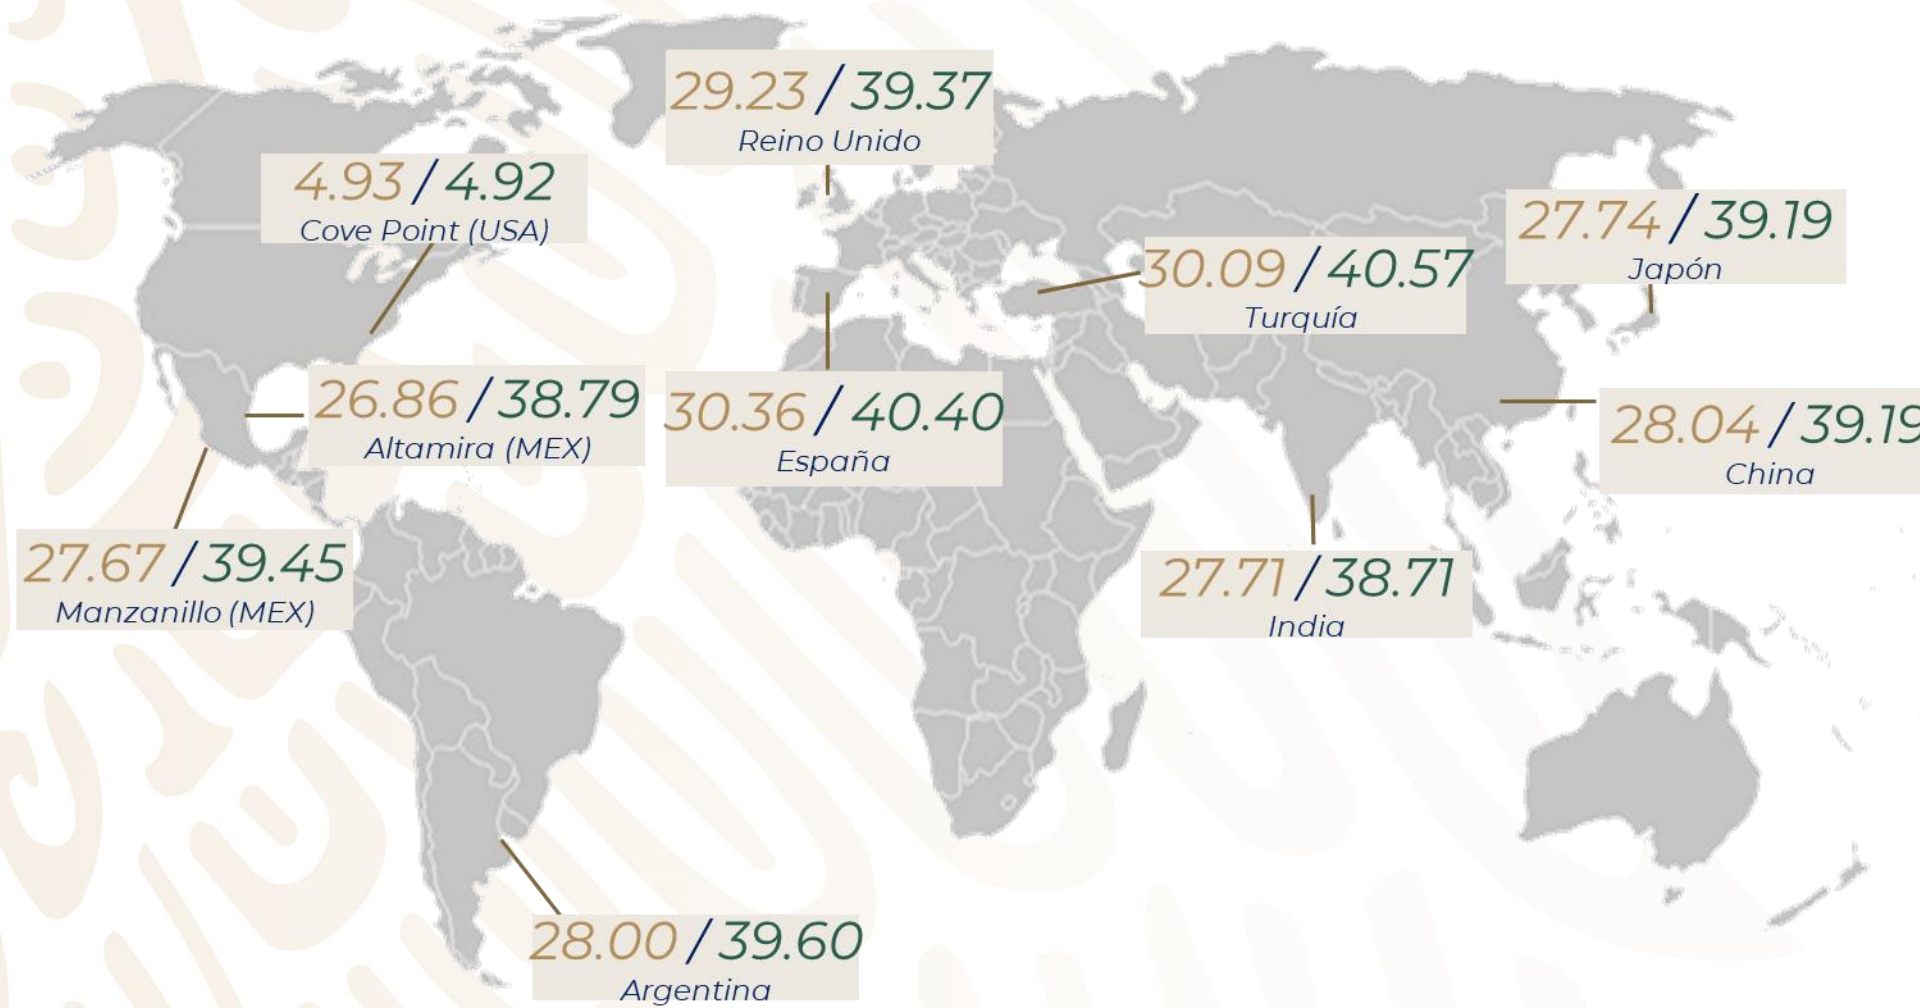 29.23 / 39.37
Reino Unido
4.93 / 4.92
Cove Point (USA)
27.74 / 39.19
Japón
30.09 / 40.57
Turquía
26.86 / 38.79
Altamira (MEX)
30.36 / 40.40
España
28.04 / 39.19
China
27.67 / 39.45
Manzanillo (MEX)
27.71 / 38.71
India
28.00 / 39.60
Argentina